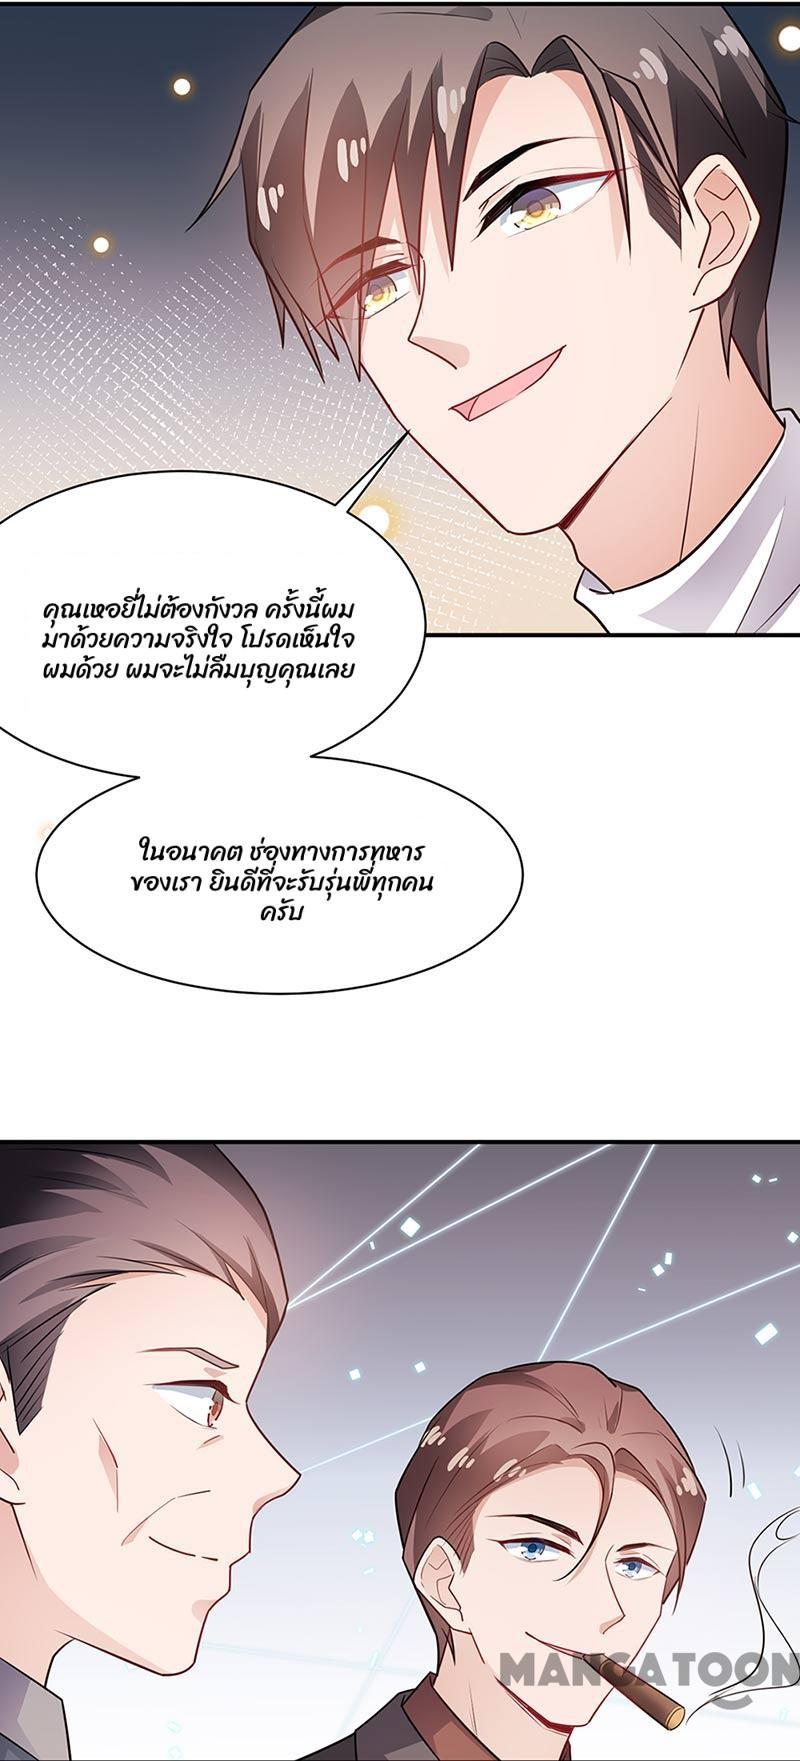 คุณเหอยี่ไม่ต้องกังวล ครั้งนี้ผม
มาด้วยความจริงใจ โปรดเห็นใจ
ผมด้วย ผมจะไม่ลืมบุญคุณเลย
ในอนาคต ช่องทางการทหาร
ของเรา ยินดีที่จะรับรุ่นพี่ทุกคน
ครับ
MANGATOON